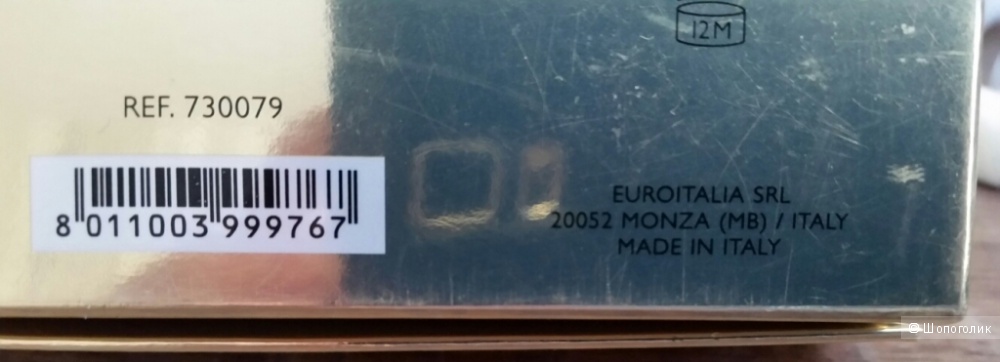 12M
REF. 730079
8 011003 999767
EUROITALIA SRL
20052 MONZA (MB) / ITALY
MADE IN ITALY
@Шопоголик